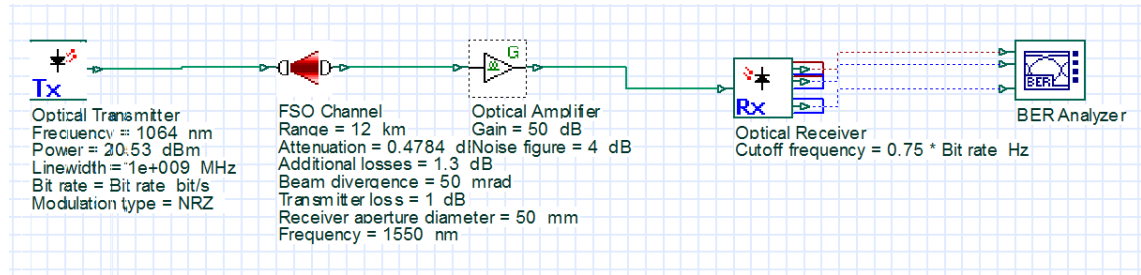 Tx
Optical Transmitter
Frequency = 1064 nm
Power = 20.53 dBm
Linewidth = 1e+009 MHz
Bit rate = Bit rate bit/s
Modulation type = NRZ
FSO Channel
Range = 12 km
Attenuation = 0.4784 dI
Additional losses = 1.3 dB
Beam divergence = 50 mrad
Transmitter loss = 1 dB
Receiver aperture diameter = 50 mm
Frequency = 1550 nm
G
Optical Amplifier
Gain = 50 dB
Noise figure = 4 dB
Rx
Optical Receiver
Cutoff frequency = 0.75 * Bit rate Hz
BER
BER Analyzer